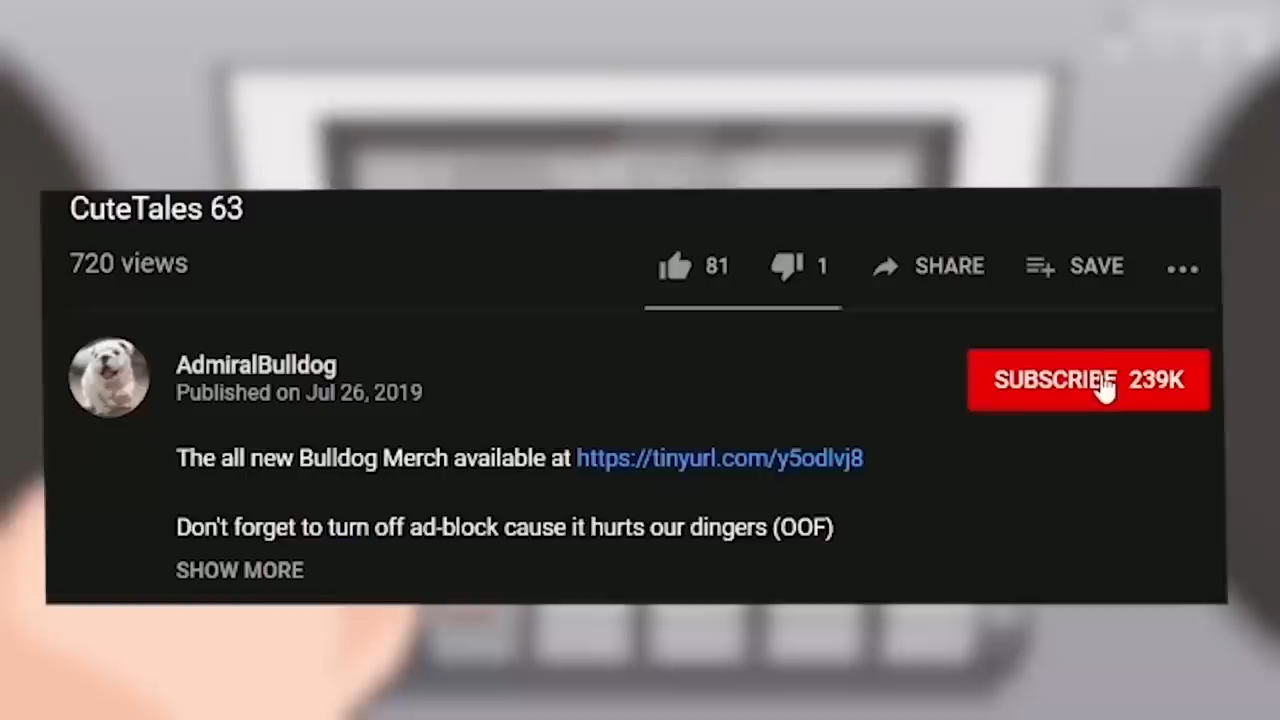 CuteTales 63
720 views
81 1 SHARE SAVE
AdmiralBulldog
Published on Jul 26, 2019
SUBSCRIBE 239K
The all new Bulldog Merch available at https://tinyurl.com/y5odlvj8
Don't forget to turn off ad-block cause it hurts our dingers (OOF)
SHOW MORE